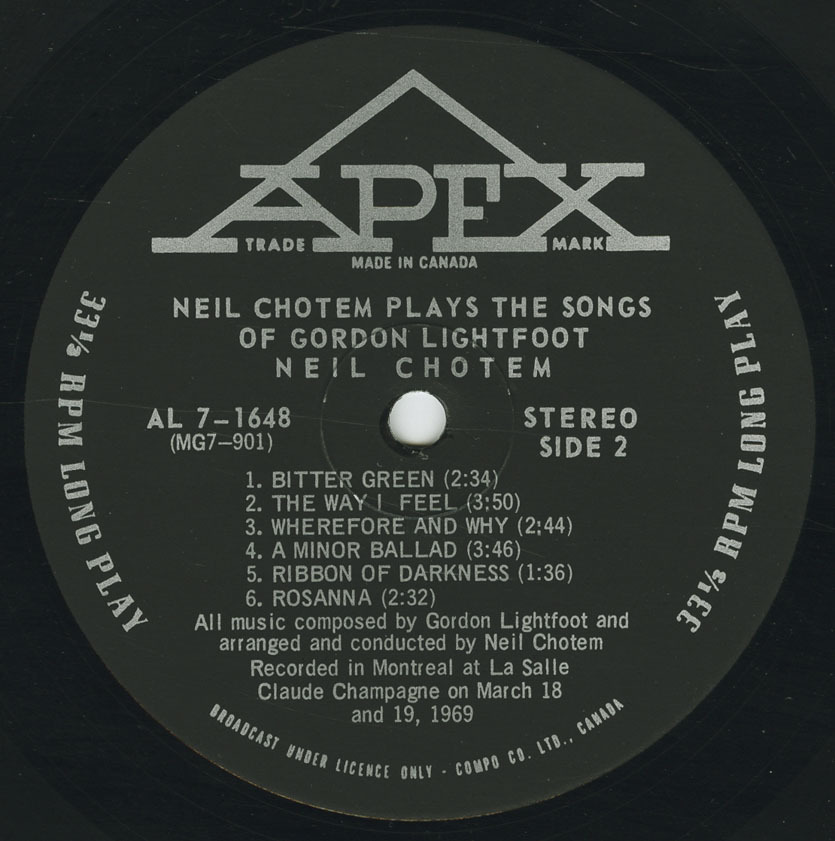 APEX
TRADE MARK
MADE IN CANADA
NEIL CHOTEM PLAYS THE SONGS
OF GORDON LIGHTFOOT
NEIL CHOTEM
AL 7-1648
(MG7-901)
STEREO
SIDE 2
33⅓ RPM LONG PLAY
33⅓ RPM LONG PLAY
1. BITTER GREEN (2:34)
2. THE WAY I FEEL (3:50)
3. WHEREFORE AND WHY (2:44)
4. A MINOR BALLAD (3:46)
5. RIBBON OF DARKNESS (1:36)
6. ROSANNA (2:32)
All music composed by Gordon Lightfoot and
arranged and conducted by Neil Chotem
Recorded in Montreal at La Salle
Claude Champagne on March 18
and 19, 1969
BROADCAST UNDER LICENCE ONLY - COMPO CO. LTD., CANADA